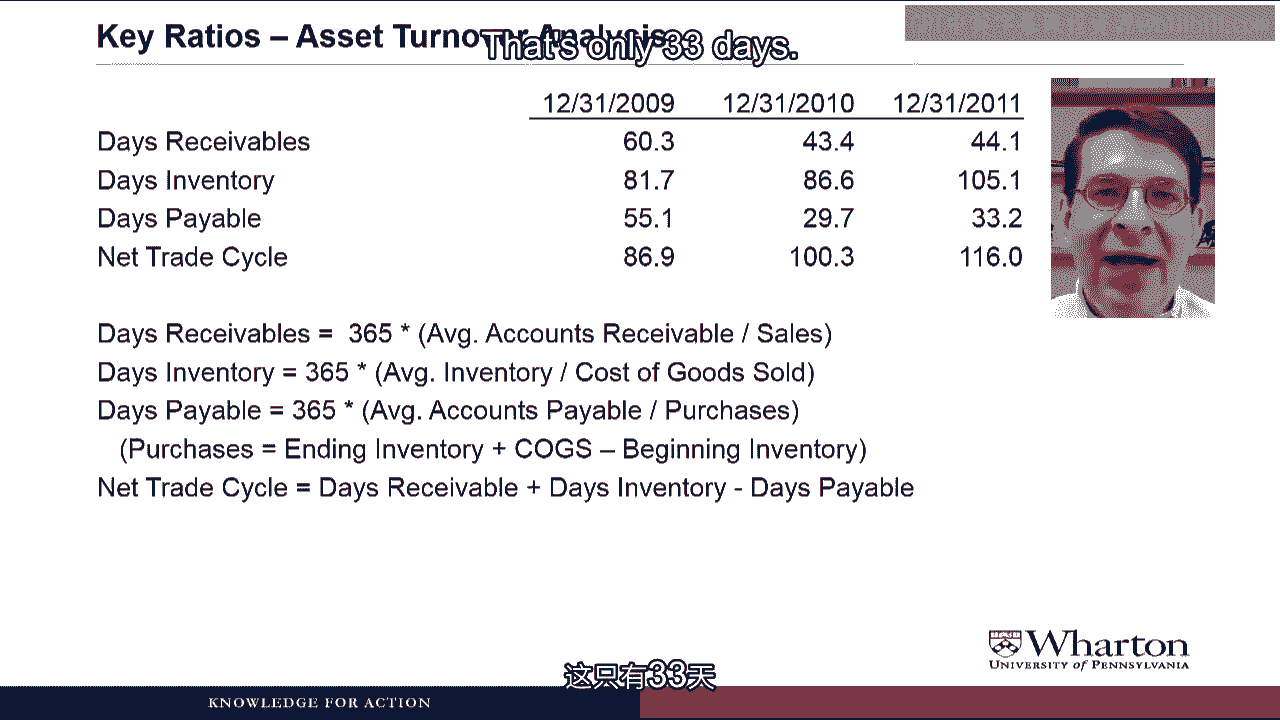 Key Ratios – Asset Turnover Analysis
That's only 33 days.
12/31/2009 12/31/2010 12/31/2011
Days Receivables 60.3 43.4 44.1
Days Inventory 81.7 86.6 105.1
Days Payable 55.1 29.7 33.2
Net Trade Cycle 86.9 100.3 116.0
Days Receivables = 365 * (Avg. Accounts Receivable / Sales)
Days Inventory = 365 * (Avg. Inventory / Cost of Goods Sold)
Days Payable = 365 * (Avg. Accounts Payable / Purchases)
(Purchases = Ending Inventory + COGS – Beginning Inventory)
Net Trade Cycle = Days Receivable + Days Inventory - Days Payable
Wharton
UNIVERSITY of PENNSYLVANIA
这只有33天
KNOWLEDGE FOR ACTION